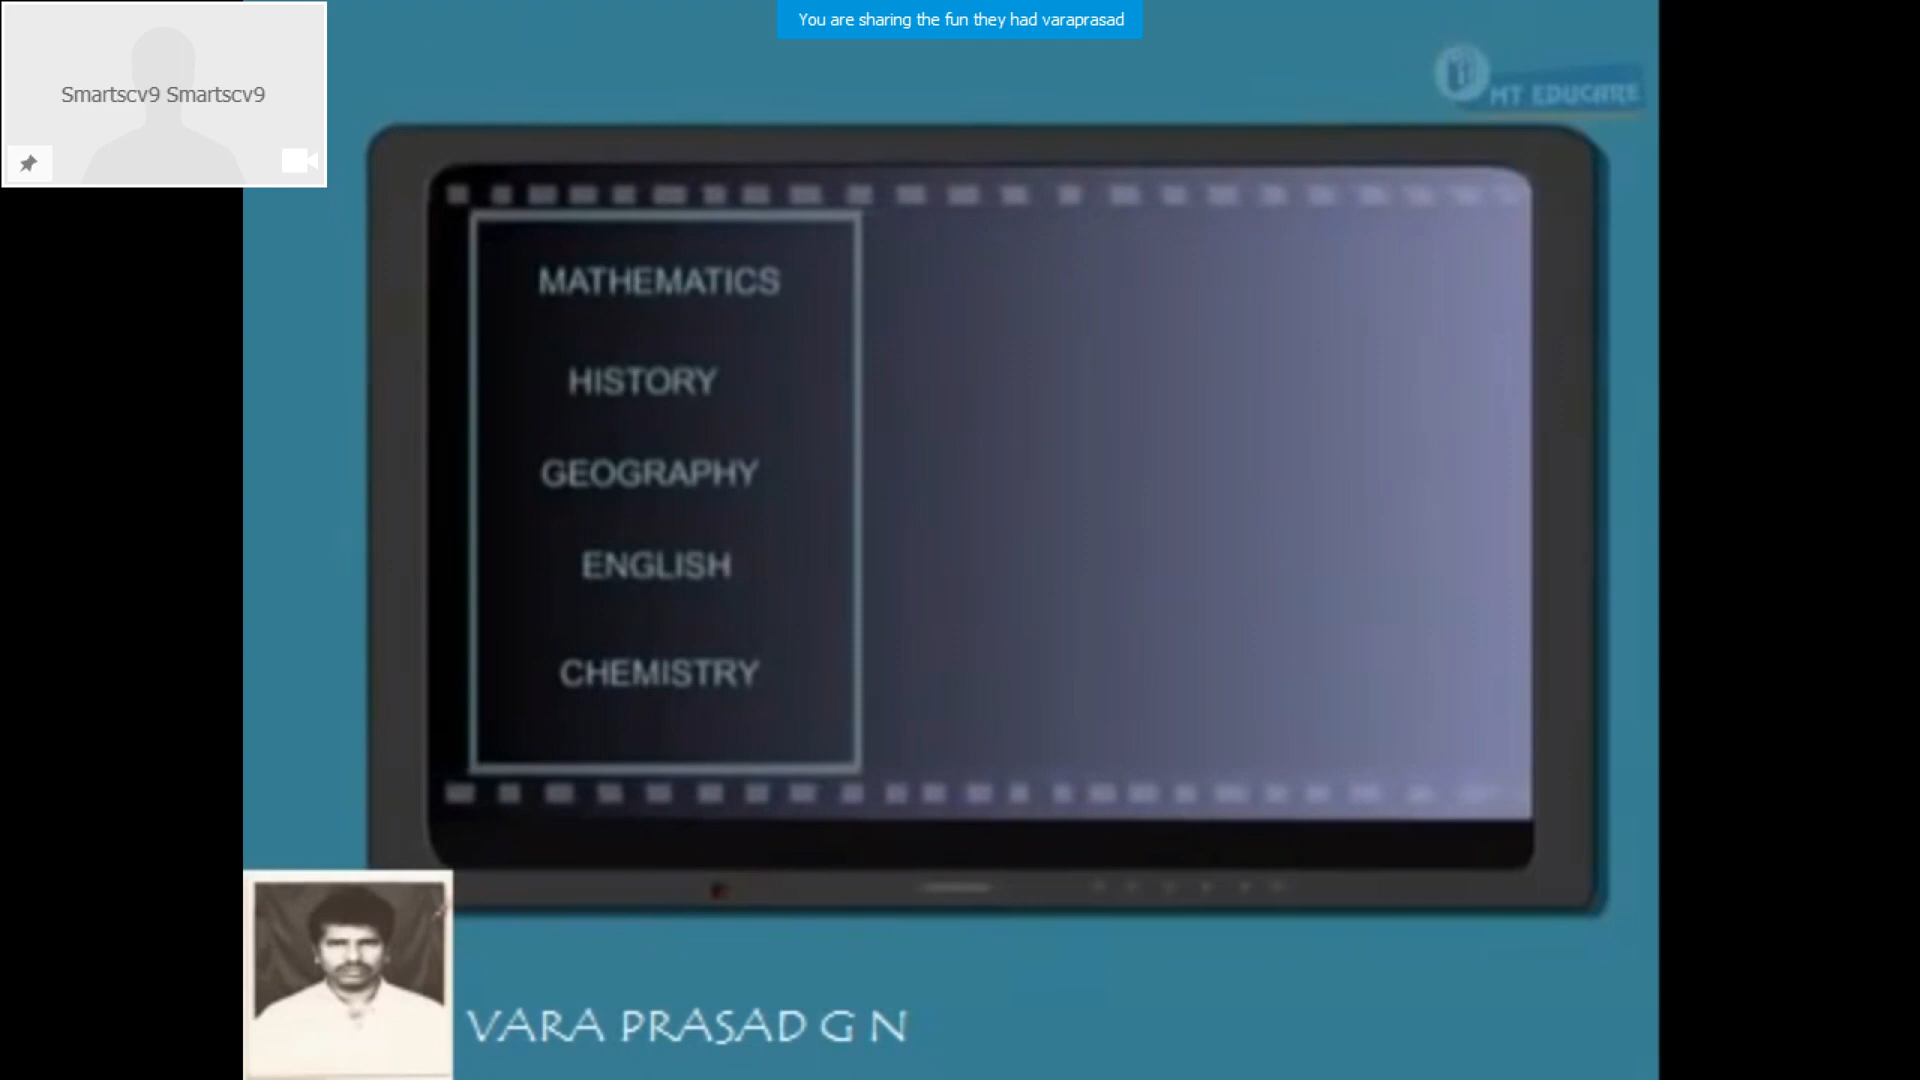 You are sharing the fun they had varaprasad
Smartscv9 Smartscv9
MT EDUCARE
MATHEMATICS
HISTORY
GEOGRAPHY
ENGLISH
CHEMISTRY
VARA PRASAD G N